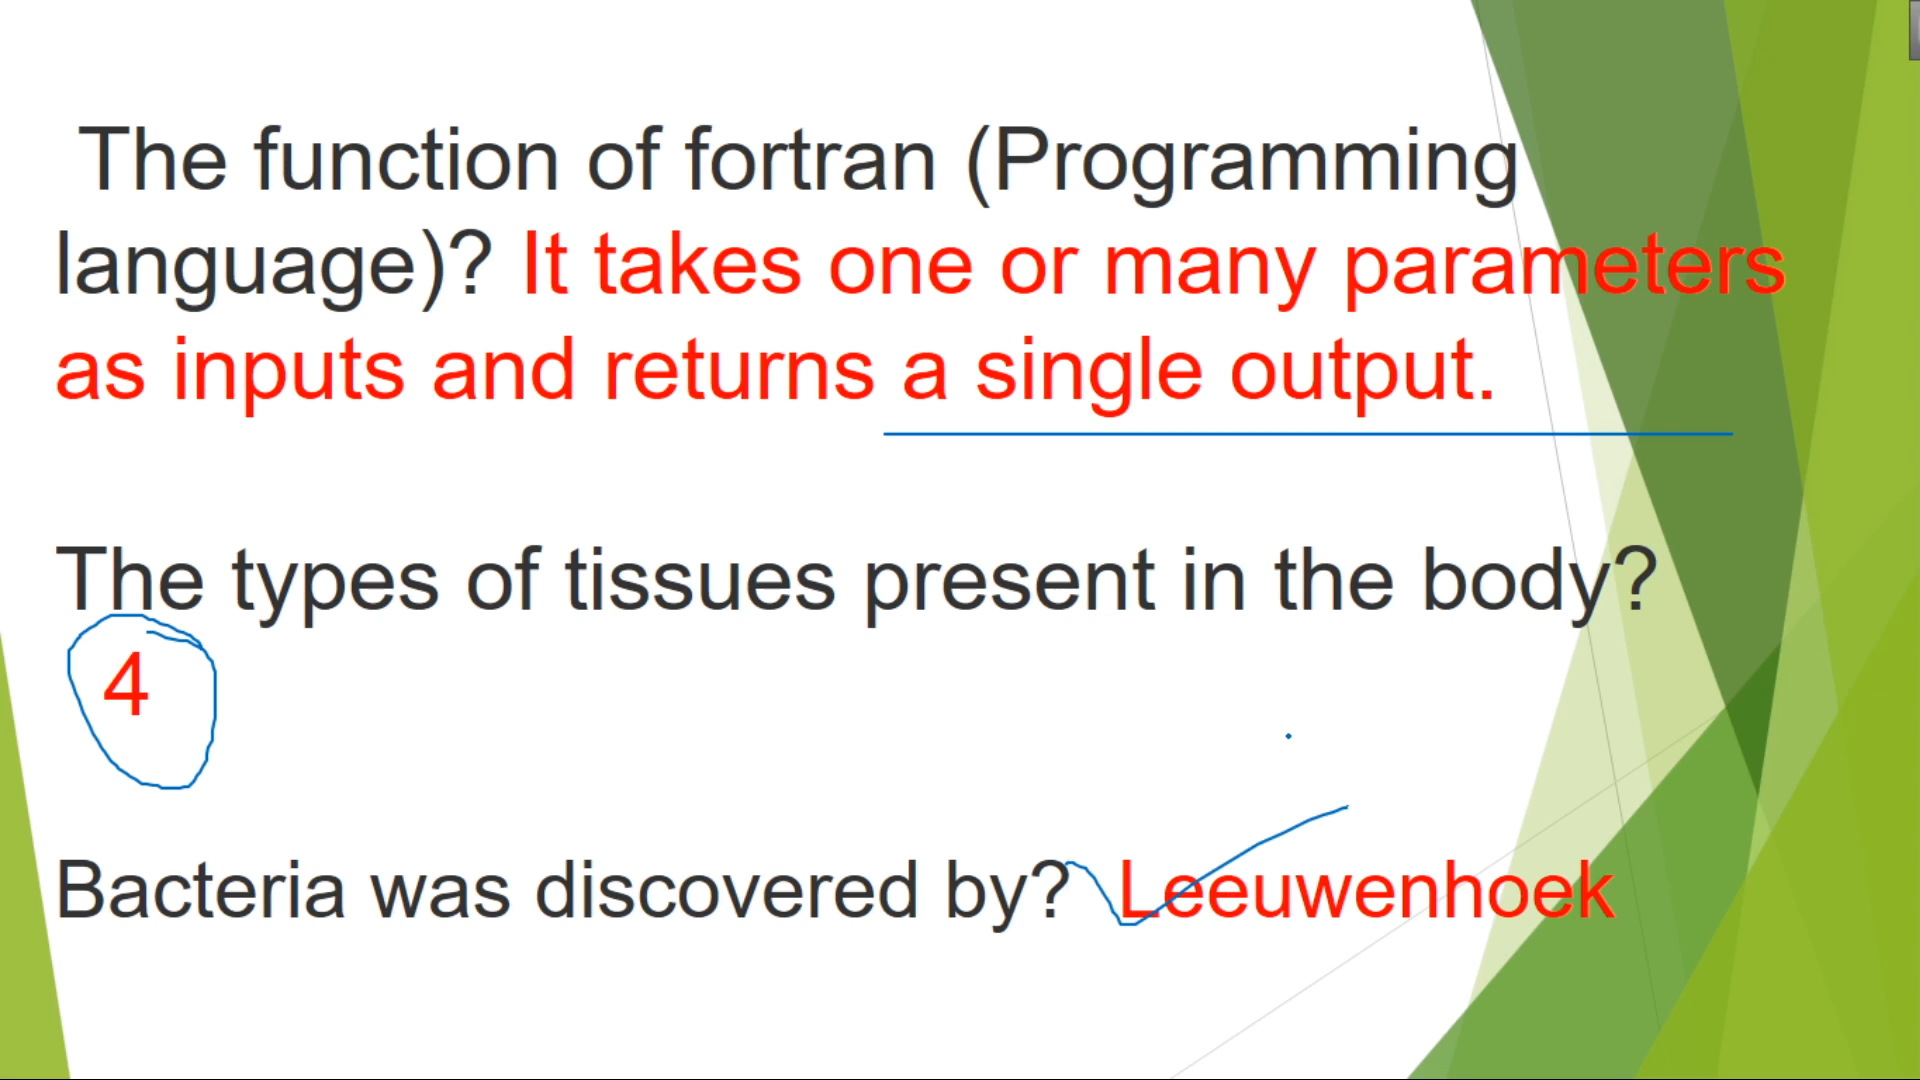 The function of fortran (Programming
language)? It takes one or many parameters
as inputs and returns a single output.
The types of tissues present in the body?
4
Bacteria was discovered by? Leeuwenhoek